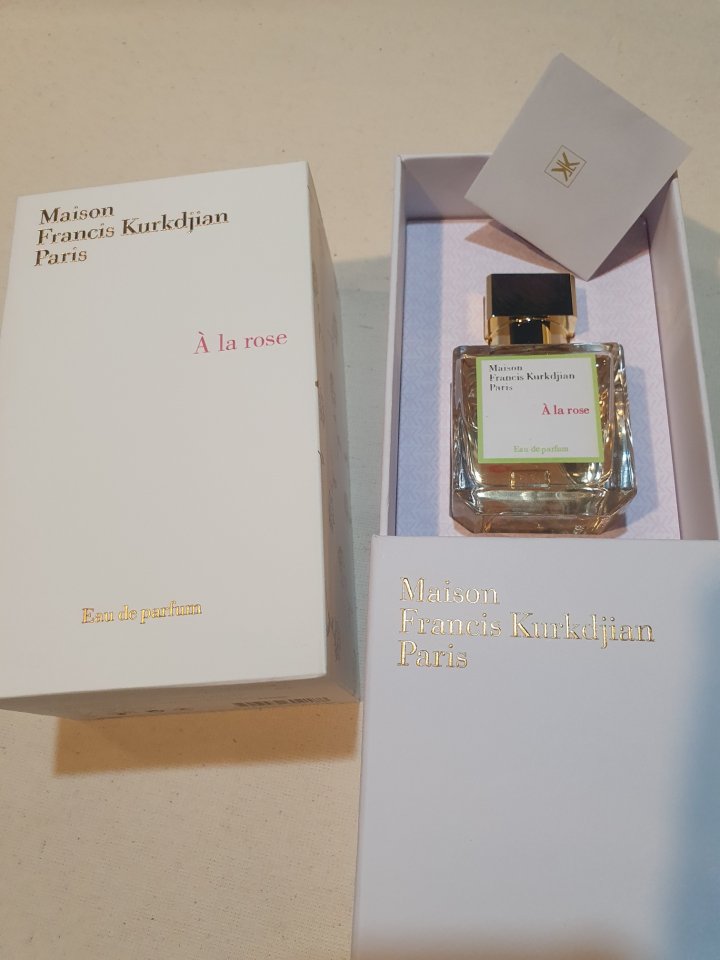 Maison
Francis Kurkdjian
Paris
À la rose
Eau de parfum
Maison
Francis Kurkdjian
Paris
À la rose
Eau de parfum
Maison
Francis Kurkdjian
Paris